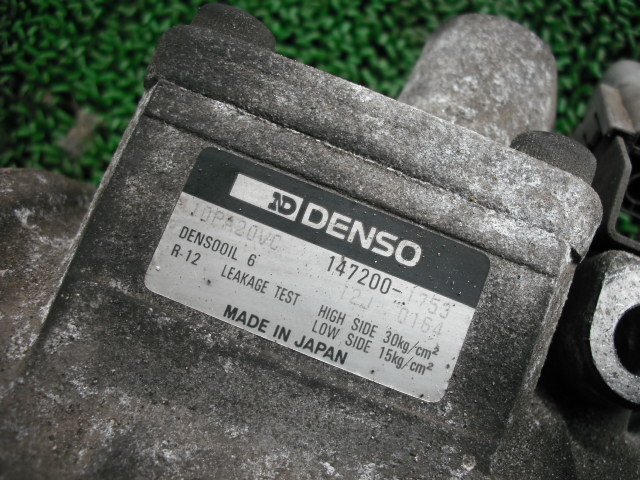 ND DENSO
10PA20VC
147200-1753
DENSOOIL 6
12J 0164
R-12 LEAKAGE TEST
HIGH SIDE 30kg/cm²
LOW SIDE 15kg/cm²
MADE IN JAPAN